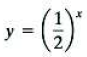 y = (1/2)^x